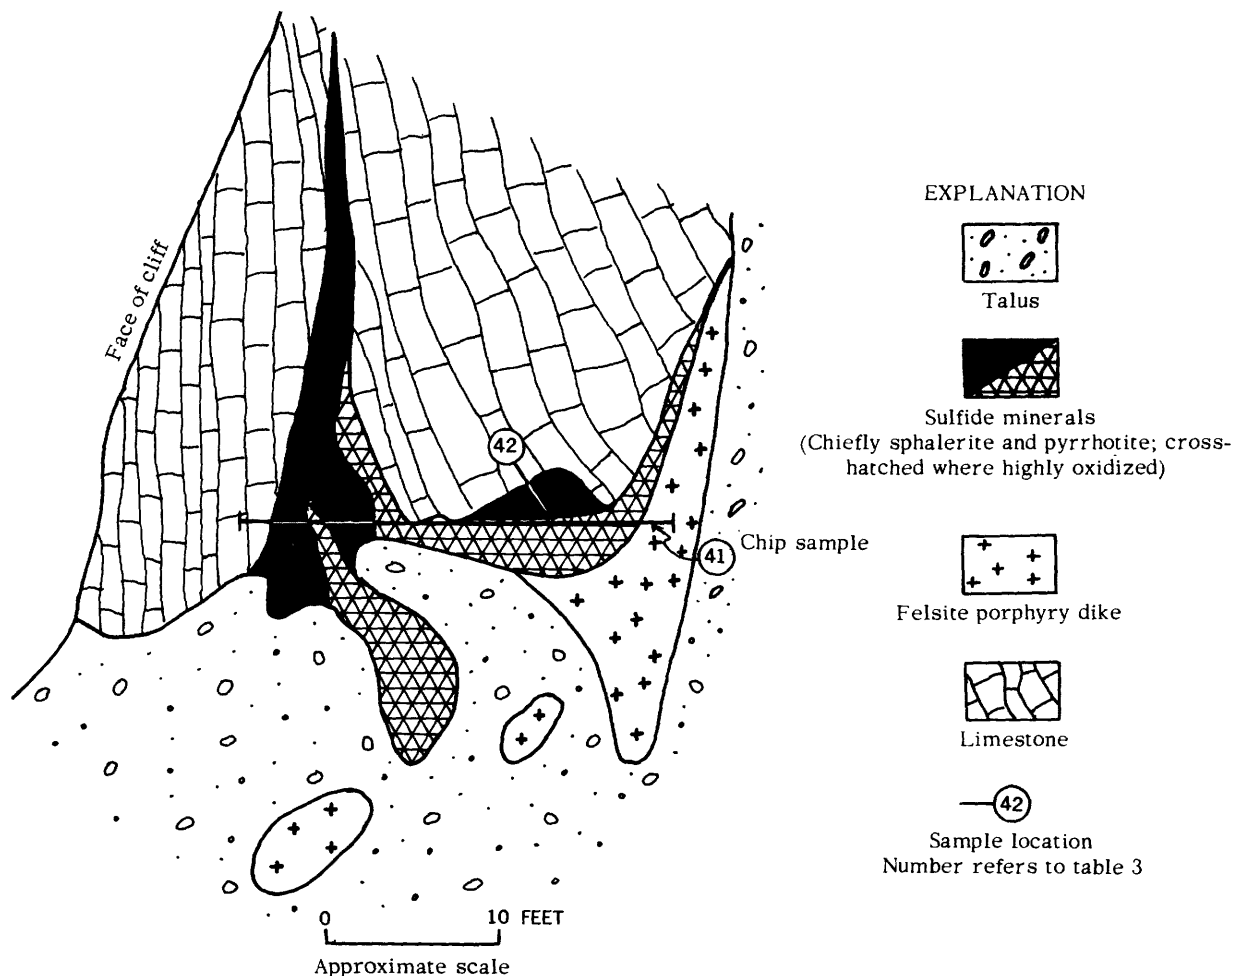 EXPLANATION
Face of cliff
Talus
Sulfide minerals
(Chiefly sphalerite and pyrrhotite; cross-
hatched where highly oxidized)
42
Chip sample
41
Felsite porphyry dike
Limestone
42
Sample location
Number refers to table 3
0 10 FEET
Approximate scale